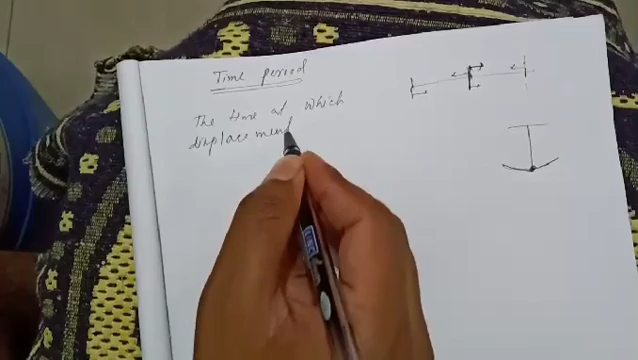 Time period
The time at which
displacement